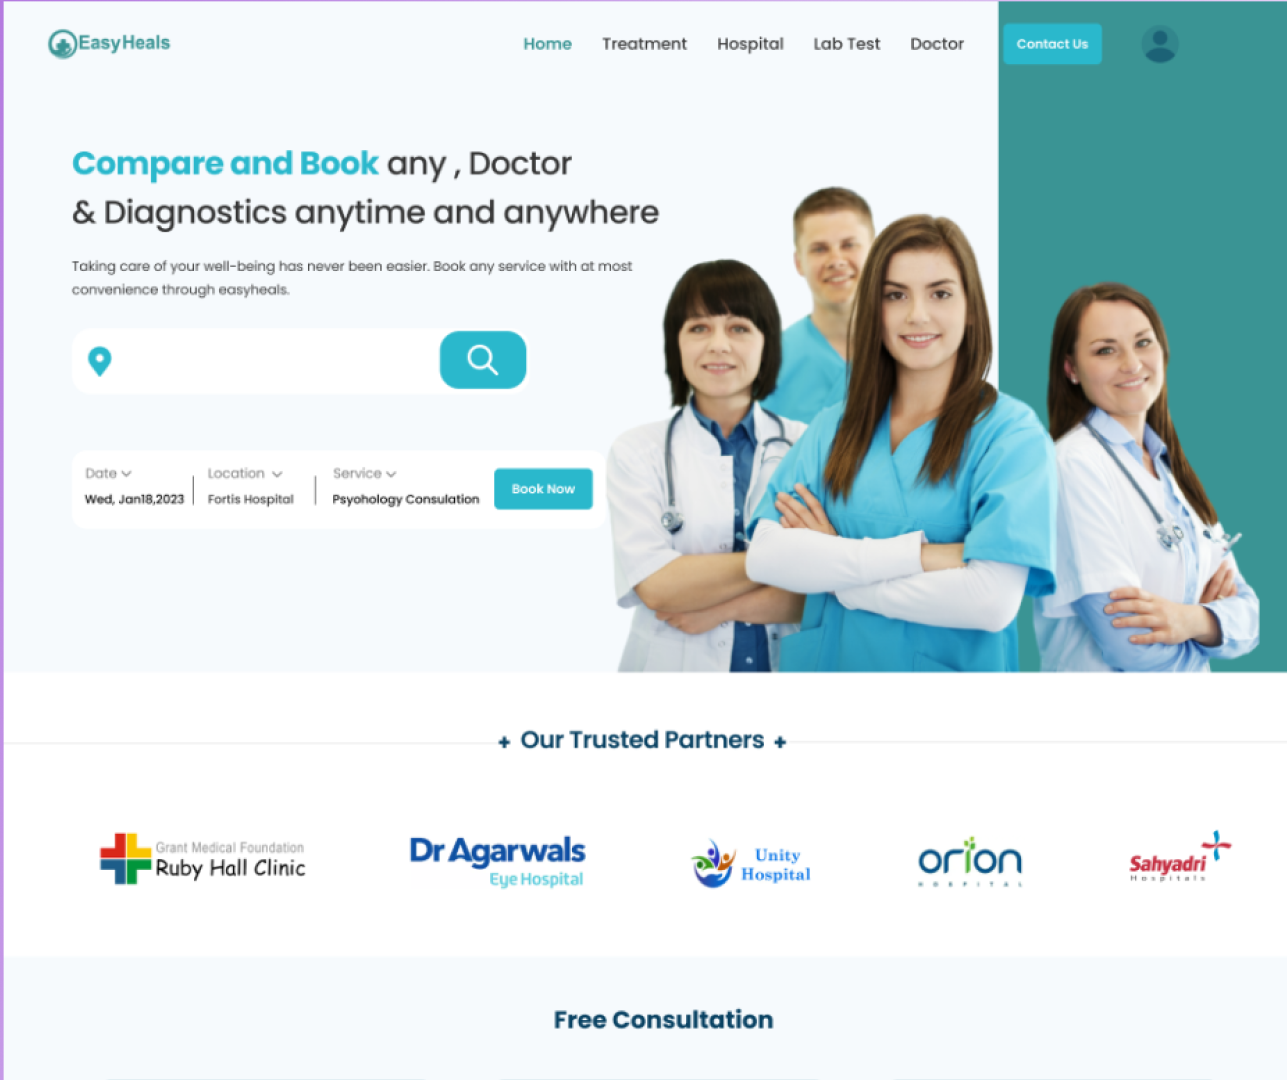 EasyHeals
Home Treatment Hospital Lab Test Doctor Contact Us
Compare and Book any , Doctor
& Diagnostics anytime and anywhere
Taking care of your well-being has never been easier. Book any service with at most
convenience through easyheals.
Date Location Service
Wed, Jan18,2023 Fortis Hospital Psyohology Consulation
Book Now
+ Our Trusted Partners +
Grant Medical Foundation
Ruby Hall Clinic
Dr Agarwals
Eye Hospital
Unity
Hospital
orion
HOSPITAL
Sahyadri
Hospitals
Free Consultation